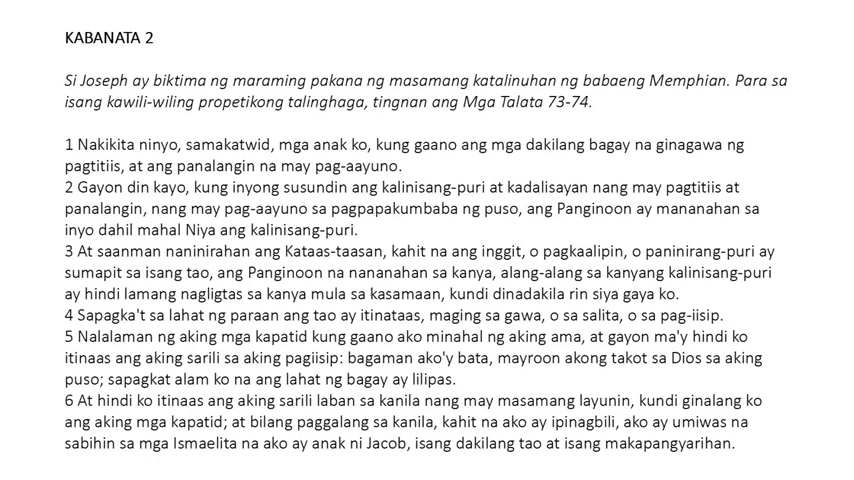 KABANATA 2
Si Joseph ay biktima ng maraming pakana ng masamang katalinuhan ng babaeng Memphian. Para sa
isang kawili-wiling propetikong talinghaga, tingnan ang Mga Talata 73-74.
1 Nakikita ninyo, samakatwid, mga anak ko, kung gaano ang mga dakilang bagay na ginagawa ng
pagtitiis, at ang panalangin na may pag-aayuno.
2 Gayon din kayo, kung inyong susundin ang kalinisang-puri at kadalisayan nang may pagtitiis at
panalangin, nang may pag-aayuno sa pagpapakumbaba ng puso, ang Panginoon ay mananahan sa
inyo dahil mahal Niya ang kalinisang-puri.
3 At saanman naninirahan ang Kataas-taasan, kahit na ang inggit, o pagkaalipin, o paninirang-puri ay
sumapit sa isang tao, ang Panginoon na nananahan sa kanya, alang-alang sa kanyang kalinisang-puri
ay hindi lamang nagligtas sa kanya mula sa kasamaan, kundi dinadakila rin siya gaya ko.
4 Sapagka't sa lahat ng paraan ang tao ay itinataas, maging sa gawa, o sa salita, o sa pag-iisip.
5 Nalalaman ng aking mga kapatid kung gaano ako minahal ng aking ama, at gayon ma'y hindi ko
itinaas ang aking sarili sa aking pagiisip: bagaman ako'y bata, mayroon akong takot sa Dios sa aking
puso; sapagkat alam ko na ang lahat ng bagay ay lilipas.
6 At hindi ko itinaas ang aking sarili laban sa kanila nang may masamang layunin, kundi ginalang ko
ang aking mga kapatid; at bilang paggalang sa kanila, kahit na ako ay ipinagbili, ako ay umiwas na
sabihin sa mga Ismaelita na ako ay anak ni Jacob, isang dakilang tao at isang makapangyarihan.